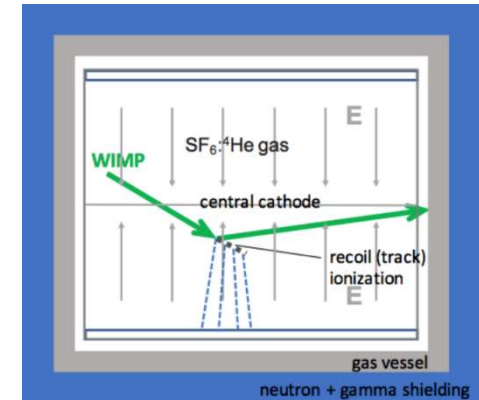 E
SF₆:⁴He gas
WIMP
central cathode
recoil (track)
ionization
E
gas vessel
neutron + gamma shielding